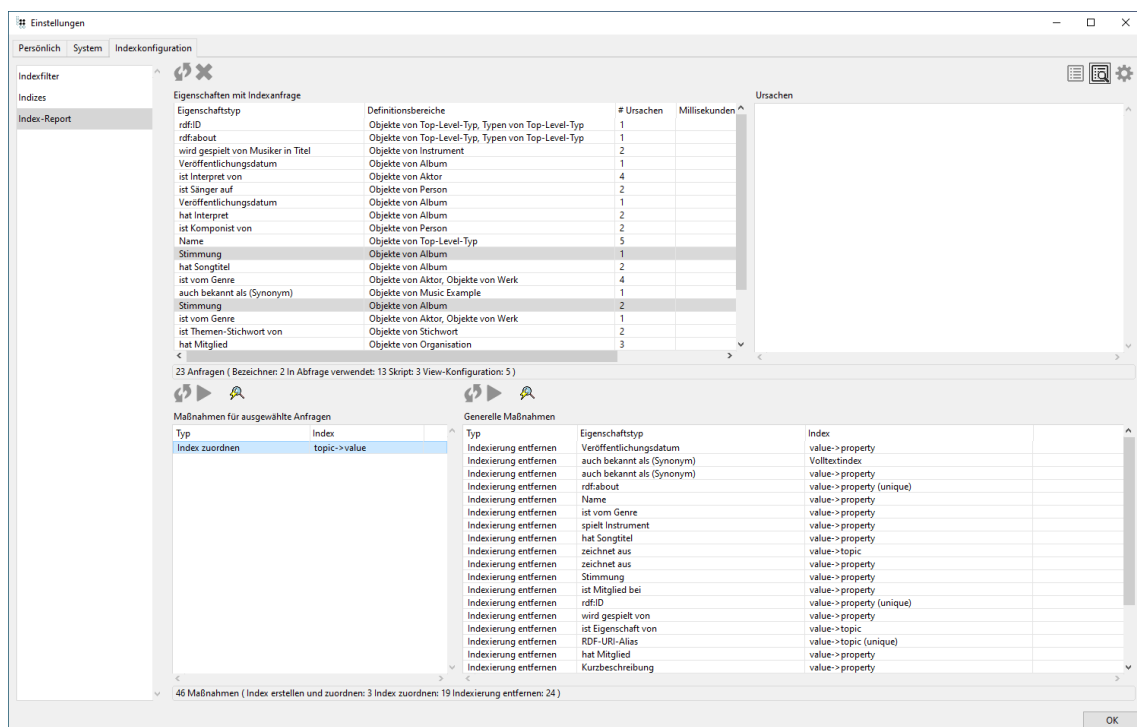 Einstellungen
Persönlich System Indexkonfiguration
Indexfilter
Indizes
Index-Report
Eigenschaften mit Indexanfrage
Eigenschaftstyp Definitionsbereiche # Ursachen Millisekunden
rdf:ID Objekte von Top-Level-Typ, Typen von Top-Level-Typ 1
rdf:about Objekte von Top-Level-Typ, Typen von Top-Level-Typ 1
wird gespielt von Musiker in Titel Objekte von Instrument 2
Veröffentlichungsdatum Objekte von Album 1
ist Interpret von Objekte von Aktor 4
ist Sänger auf Objekte von Person 2
Veröffentlichungsdatum Objekte von Album 1
hat Interpret Objekte von Album 2
ist Komponist von Objekte von Person 2
Name Objekte von Top-Level-Typ 5
Stimmung Objekte von Album 1
hat Songtitel Objekte von Album 2
ist vom Genre Objekte von Aktor, Objekte von Werk 4
auch bekannt als (Synonym) Objekte von Music Example 1
Stimmung Objekte von Album 2
ist vom Genre Objekte von Aktor, Objekte von Werk 1
ist Themen-Stichwort von Objekte von Stichwort 2
hat Mitglied Objekte von Organisation 3
Ursachen
23 Anfragen ( Bezeichner: 2 In Abfrage verwendet: 13 Skript: 3 View-Konfiguration: 5 )
Maßnahmen für ausgewählte Anfragen
Typ Index
Index zuordnen topic->value
Generelle Maßnahmen
Typ Eigenschaftstyp Index
Indexierung entfernen Veröffentlichungsdatum value->property
Indexierung entfernen auch bekannt als (Synonym) Volltextindex
Indexierung entfernen auch bekannt als (Synonym) value->property
Indexierung entfernen rdf:about value->property (unique)
Indexierung entfernen Name value->property
Indexierung entfernen ist vom Genre value->property
Indexierung entfernen spielt Instrument value->property
Indexierung entfernen hat Songtitel value->property
Indexierung entfernen zeichnet aus value->topic
Indexierung entfernen zeichnet aus value->property
Indexierung entfernen Stimmung value->property
Indexierung entfernen ist Mitglied bei value->property
Indexierung entfernen rdf:ID value->property (unique)
Indexierung entfernen wird gespielt von value->property
Indexierung entfernen ist Eigenschaft von value->topic
Indexierung entfernen RDF-URI-Alias value->topic (unique)
Indexierung entfernen hat Mitglied value->property
Indexierung entfernen Kurzbeschreibung value->property
46 Maßnahmen ( Index erstellen und zuordnen: 3 Index zuordnen: 19 Indexierung entfernen: 24 )
OK